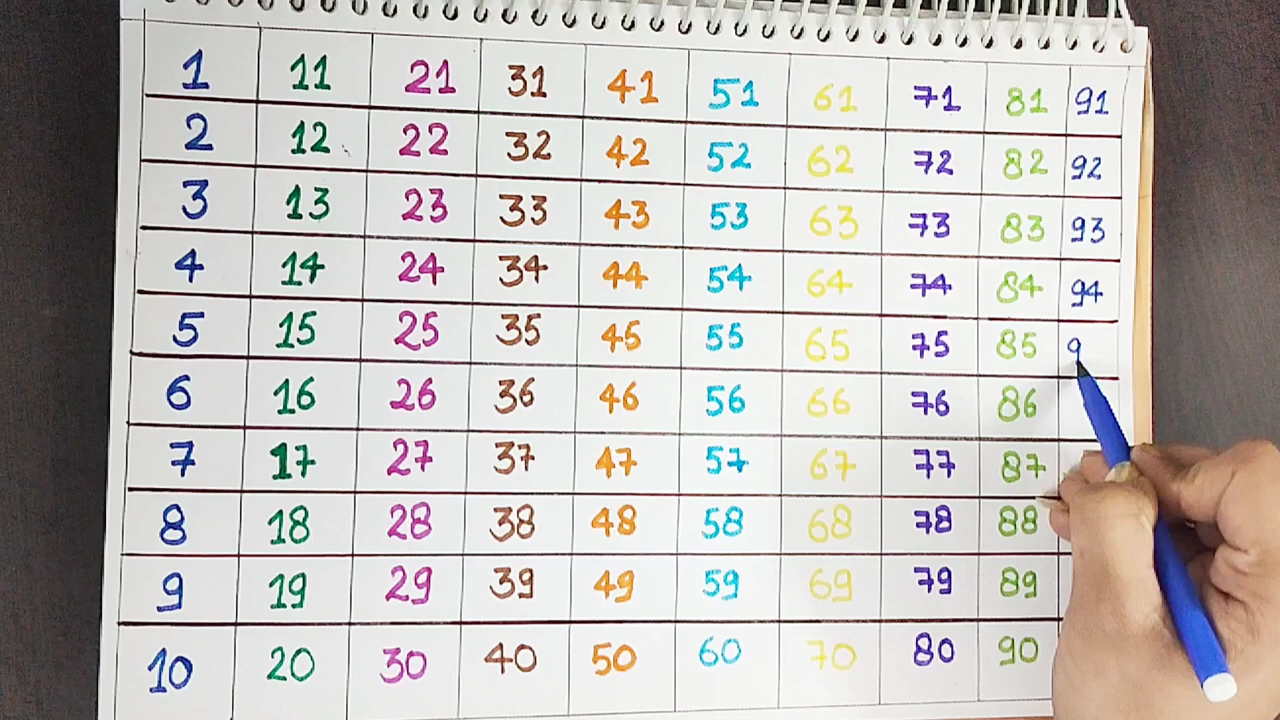 1 11 21 31 41 51 61 71 81 91
2 12 22 32 42 52 62 72 82 92
3 13 23 33 43 53 63 73 83 93
4 14 24 34 44 54 64 74 84 94
5 15 25 35 45 55 65 75 85 9
6 16 26 36 46 56 66 76 86
7 17 27 37 47 57 67 77 87
8 18 28 38 48 58 68 78 88
9 19 29 39 49 59 69 79 89
10 20 30 40 50 60 70 80 90